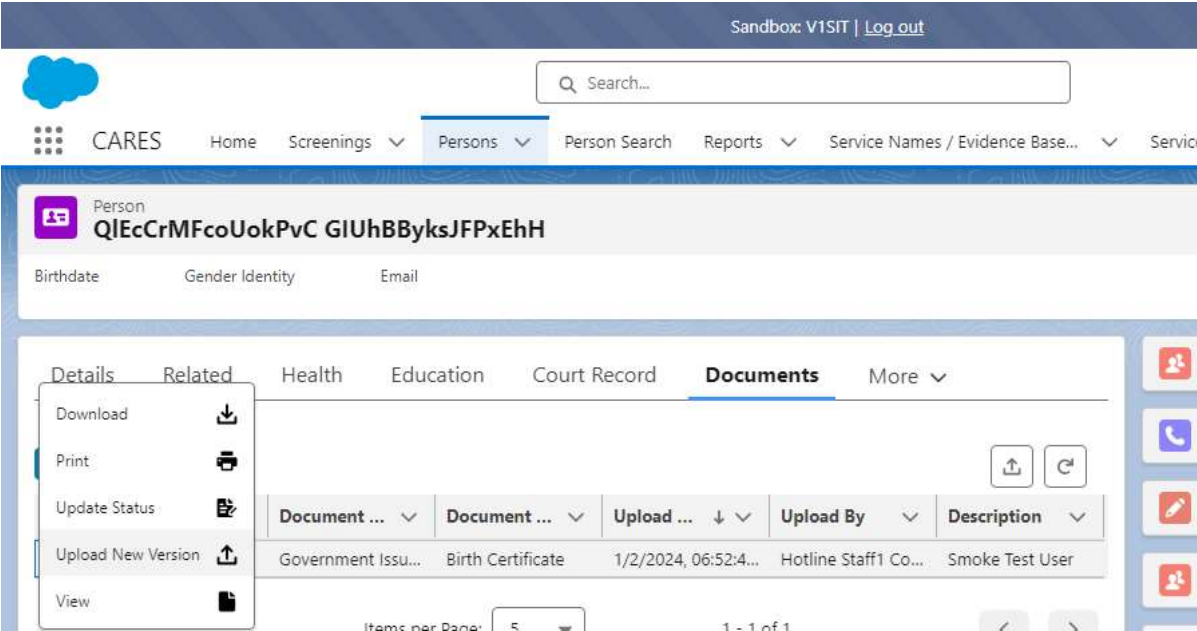 Sandbox: V1SIT | Log out
Search...
CARES Home Screenings Persons Person Search Reports Service Names / Evidence Base... Servic
Person
QlEcCrMFcoUokPvC GIUhBByksJFPxEhH
Birthdate Gender Identity Email
Details Related Health Education Court Record Documents More
Download
Print
Update Status
Document ... Document ... Upload ... Upload By Description
Upload New Version
Government Issu... Birth Certificate 1/2/2024, 06:52:4... Hotline Staff1 Co... Smoke Test User
View
Items per Page: 5 1 - 1 of 1